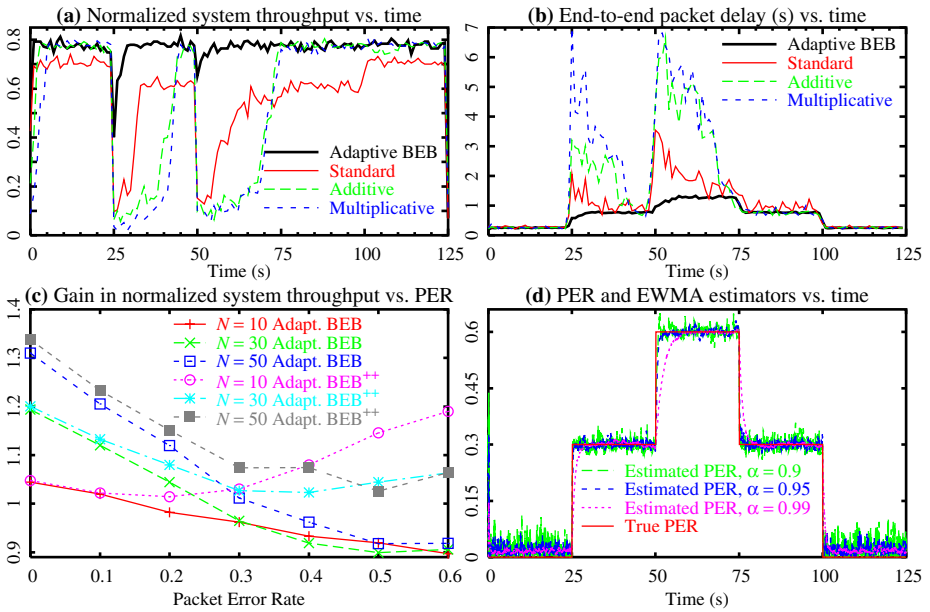 (a) Normalized system throughput vs. time
0.8
0.6
0.4
0.2
0
Adaptive BEB
Standard
Additive
Multiplicative
0 25 50 75 100 125
Time (s)
(b) End-to-end packet delay (s) vs. time
7
6
5
4
3
2
1
0
Adaptive BEB
Standard
Additive
Multiplicative
0 25 50 75 100 125
Time (s)
(c) Gain in normalized system throughput vs. PER
1.4
1.3
1.2
1.1
1
0.9
N = 10 Adapt. BEB
N = 30 Adapt. BEB
N = 50 Adapt. BEB
N = 10 Adapt. BEB++
N = 30 Adapt. BEB++
N = 50 Adapt. BEB++
0 0.1 0.2 0.3 0.4 0.5 0.6
Packet Error Rate
(d) PER and EWMA estimators vs. time
0.6
0.45
0.3
0.15
0
Estimated PER, α = 0.9
Estimated PER, α = 0.95
Estimated PER, α = 0.99
True PER
0 25 50 75 100 125
Time (s)